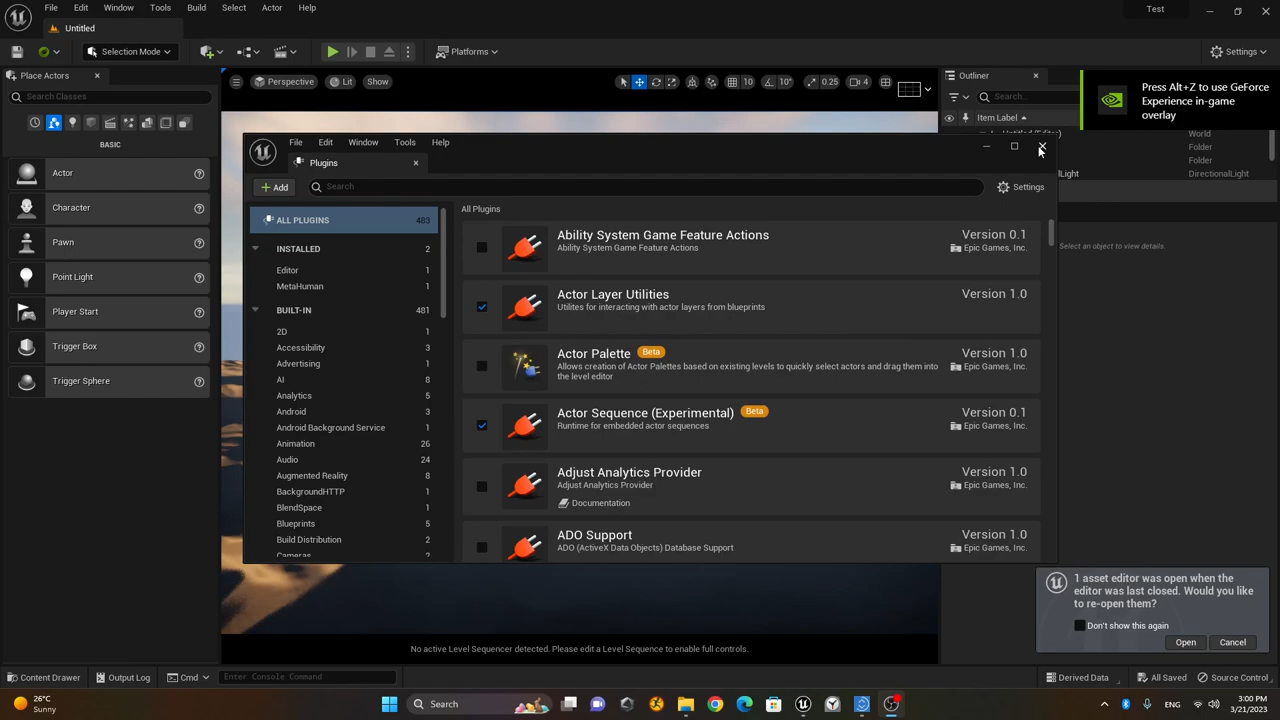 File Edit Window Tools Build Select Actor Help
Test
Untitled
Selection Mode
Platforms
Settings
Place Actors
Search Classes
BASIC
Actor
Character
Pawn
Point Light
Player Start
Trigger Box
Trigger Sphere
Perspective Lit Show
10 10° 0.25 4
Outliner
Search...
Item Label
World
Folder
Folder
DirectionalLight
Select an object to view details.
Press Alt+Z to use GeForce
Experience in-game
overlay
File Edit Window Tools Help
Plugins
Add
Search
Settings
ALL PLUGINS 483
INSTALLED 2
Editor 1
MetaHuman 1
BUILT-IN 481
2D 1
Accessibility 3
Advertising 1
AI 8
Analytics 5
Android 3
Android Background Service 1
Animation 26
Audio 24
Augmented Reality 8
BackgroundHTTP 1
BlendSpace 1
Blueprints 5
Build Distribution 2
Cameras 2
All Plugins
Ability System Game Feature Actions Version 0.1
Ability System Game Feature Actions Epic Games, Inc.
Actor Layer Utilities Version 1.0
Utilites for interacting with actor layers from blueprints
Actor Palette Beta Version 1.0
Allows creation of Actor Palettes based on existing levels to quickly select actors and drag them into Epic Games, Inc.
the level editor
Actor Sequence (Experimental) Beta Version 0.1
Runtime for embedded actor sequences Epic Games, Inc.
Adjust Analytics Provider Version 1.0
Adjust Analytics Provider Epic Games, Inc.
Documentation
ADO Support Version 1.0
ADO (ActiveX Data Objects) Database Support Epic Games, Inc.
1 asset editor was open when the
editor was last closed. Would you like
to re-open them?
Don't show this again
Open Cancel
No active Level Sequencer detected. Please edit a Level Sequence to enable full controls.
Content Drawer Output Log Cmd Enter Console Command
Derived Data All Saved Source Control
26°C
Sunny
Search
3:00 PM
3/21/2023